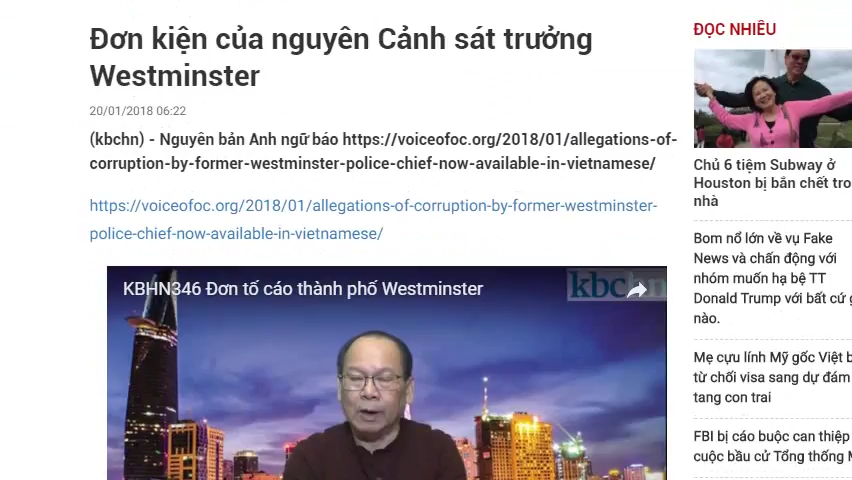 Đơn kiện của nguyên Cảnh sát trưởng
Westminster
20/01/2018 06:22
(kbchn) - Nguyên bản Anh ngữ báo https://voiceofoc.org/2018/01/allegations-of-
corruption-by-former-westminster-police-chief-now-available-in-vietnamese/
https://voiceofoc.org/2018/01/allegations-of-corruption-by-former-westminster-
police-chief-now-available-in-vietnamese/
KBHN346 Đơn tố cáo thành phố Westminster
kbchn
ĐỌC NHIỀU
Chủ 6 tiệm Subway ở
Houston bị bắn chết tro
nhà
Bom nổ lớn về vụ Fake
News và chấn động với
nhóm muốn hạ bệ TT
Donald Trump với bất cứ g
nào.
Mẹ cựu lính Mỹ gốc Việt b
từ chối visa sang dự đám
tang con trai
FBI bị cáo buộc can thiệp
cuộc bầu cử Tổng thống M